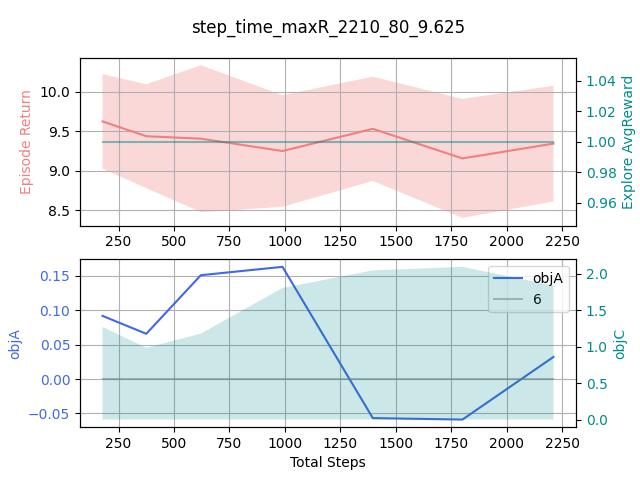 step_time_maxR_2210_80_9.625
Episode Return
10.0
9.5
9.0
8.5
1.04
1.02
1.00
0.98
0.96
Explore AvgReward
250 500 750 1000 1250 1500 1750 2000 2250
objA
0.15
0.10
0.05
0.00
−0.05
objA
6
2.0
1.5
1.0
0.5
0.0
objC
250 500 750 1000 1250 1500 1750 2000 2250
Total Steps